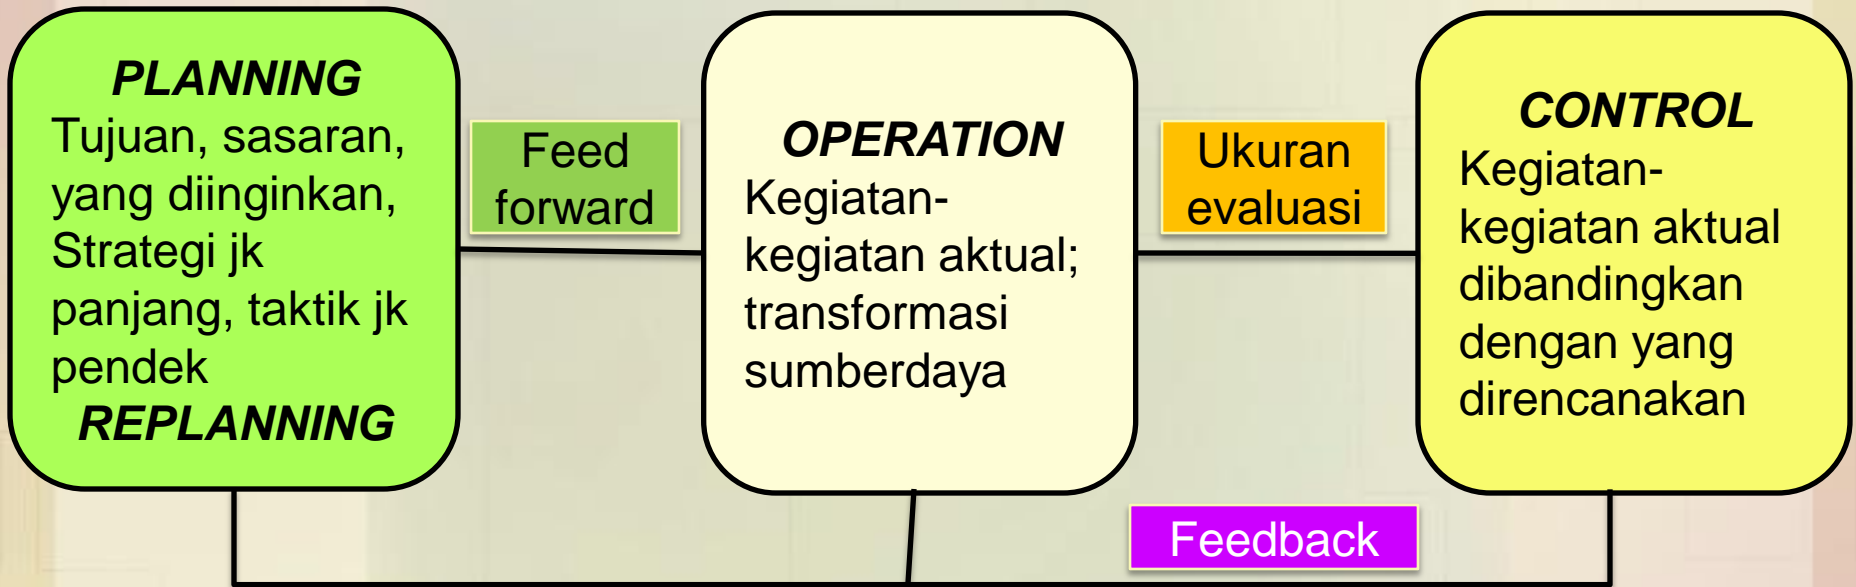 PLANNING
Tujuan, sasaran,
yang diinginkan,
Strategi jk
panjang, taktik jk
pendek
REPLANNING
Feed
forward
OPERATION
Kegiatan-
kegiatan aktual;
transformasi
sumberdaya
Ukuran
evaluasi
CONTROL
Kegiatan-
kegiatan aktual
dibandingkan
dengan yang
direncanakan
Feedback